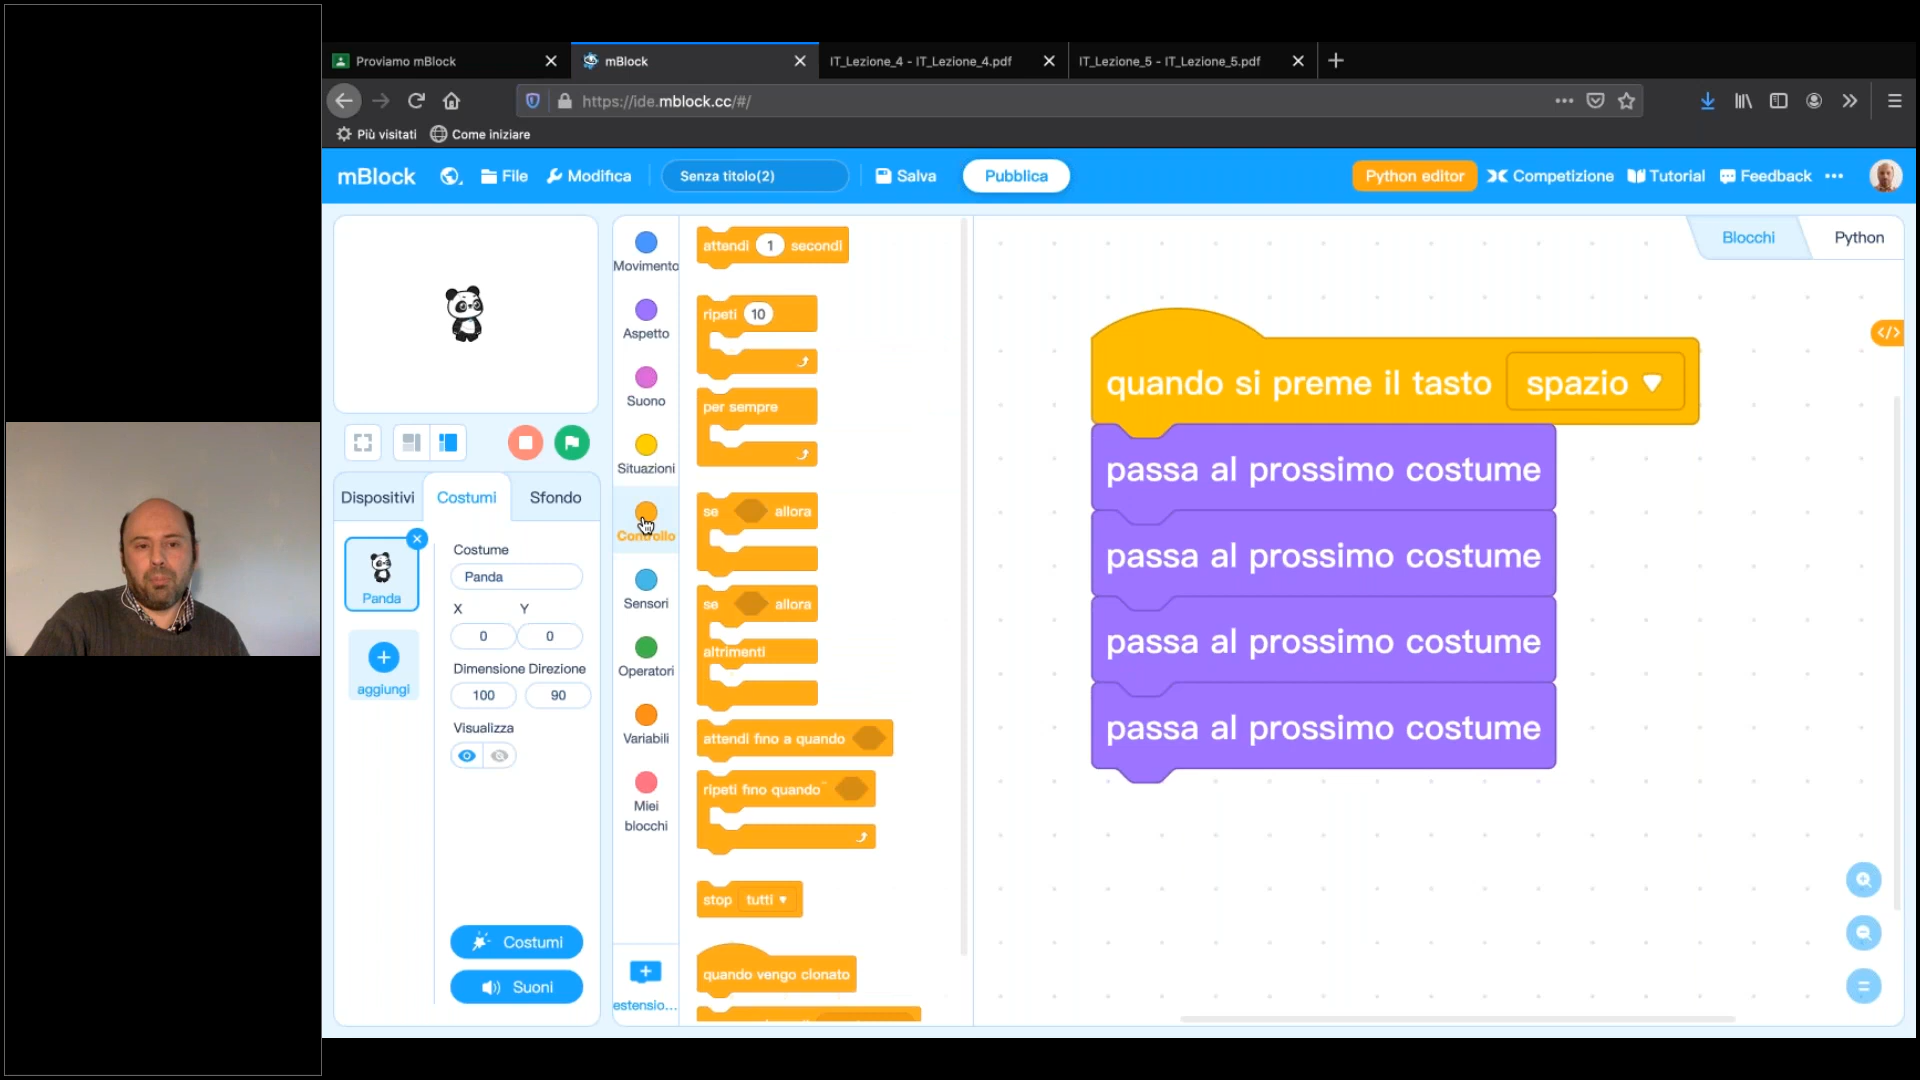 Proviamo mBlock
mBlock
IT_Lezione_4 - IT_Lezione_4.pdf
IT_Lezione_5 - IT_Lezione_5.pdf
https://ide.mblock.cc/#/
Più visitati
Come iniziare
mBlock
File
Modifica
Senza titolo(2)
Salva
Pubblica
Python editor
Competizione
Tutorial
Feedback
Blocchi
Python
Dispositivi
Costumi
Sfondo
Panda
aggiungi
Costume
Panda
X
Y
0
0
Dimensione
Direzione
100
90
Visualizza
Costumi
Suoni
Movimento
Aspetto
Suono
Situazioni
Controllo
Sensori
Operatori
Variabili
Miei
blocchi
estensio...
attendi 1 secondi
ripeti 10
per sempre
se allora
se allora
altrimenti
attendi fino a quando
ripeti fino quando
stop tutti
quando vengo clonato
quando si preme il tasto spazio
passa al prossimo costume
passa al prossimo costume
passa al prossimo costume
passa al prossimo costume